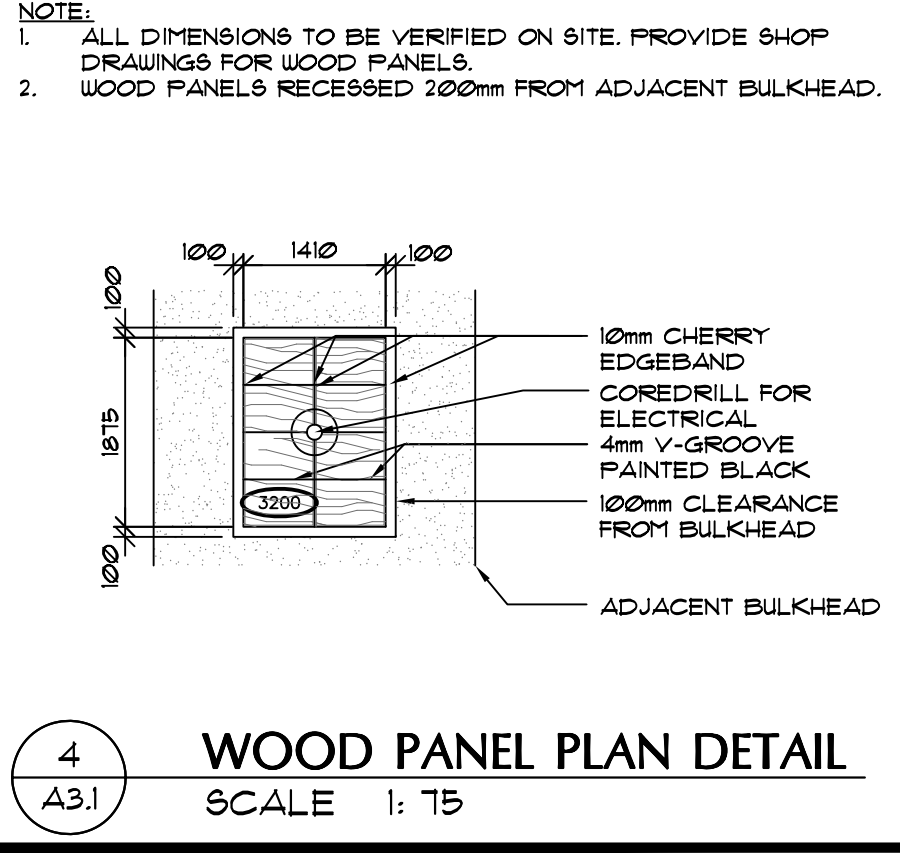 NOTE:
1. ALL DIMENSIONS TO BE VERIFIED ON SITE. PROVIDE SHOP
DRAWINGS FOR WOOD PANELS.
2. WOOD PANELS RECESSED 200mm FROM ADJACENT BULKHEAD.
100 1410 100
100
1875
100
3200
10mm CHERRY
EDGEBAND
COREDRILL FOR
ELECTRICAL
4mm V-GROOVE
PAINTED BLACK
100mm CLEARANCE
FROM BULKHEAD
ADJACENT BULKHEAD
4
A3.1
WOOD PANEL PLAN DETAIL
SCALE 1: 75